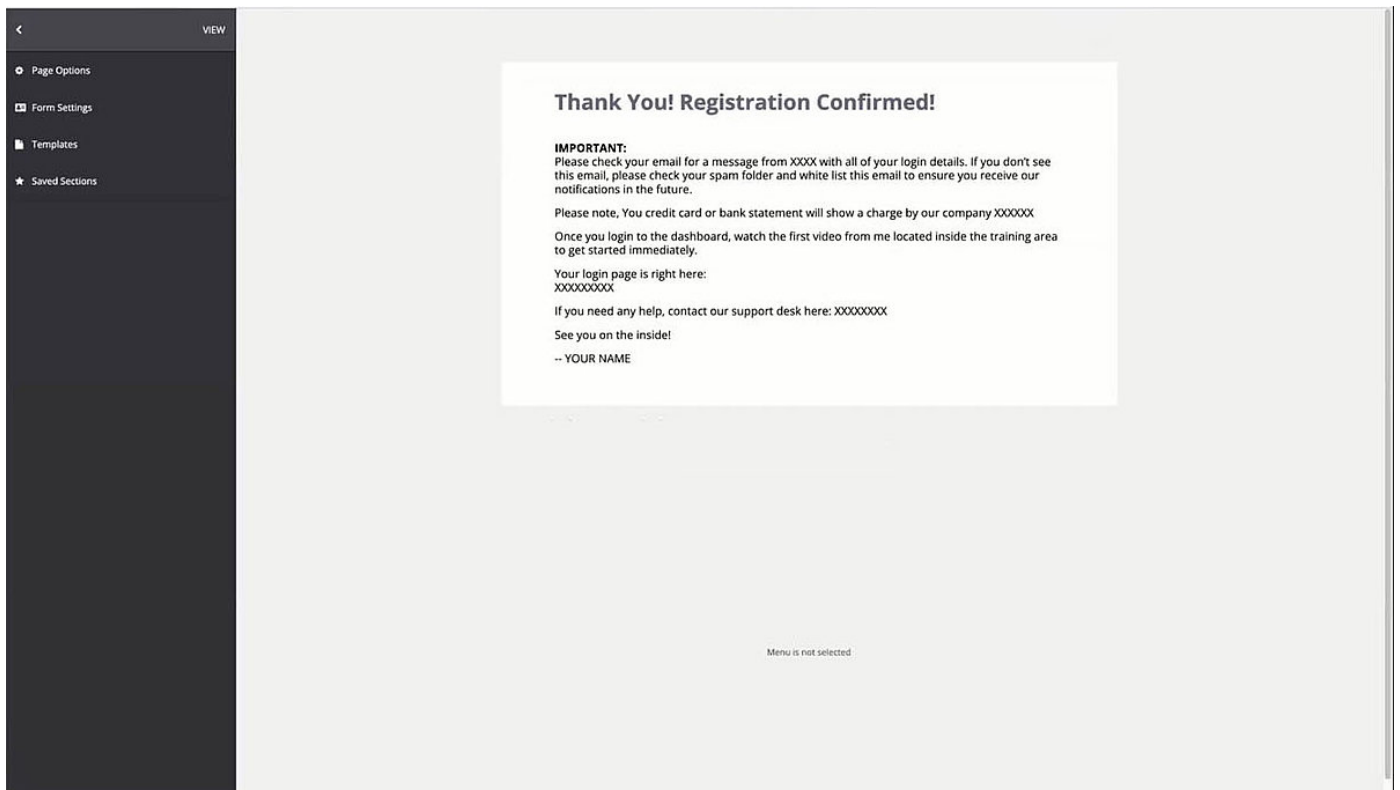 VIEW
Page Options
Form Settings
Templates
Saved Sections
Thank You! Registration Confirmed!
IMPORTANT:
Please check your email for a message from XXXX with all of your login details. If you don't see
this email, please check your spam folder and white list this email to ensure you receive our
notifications in the future.
Please note, You credit card or bank statement will show a charge by our company XXXXXX
Once you login to the dashboard, watch the first video from me located inside the training area
to get started immediately.
Your login page is right here:
XXXXXXXXX
If you need any help, contact our support desk here: XXXXXXXX
See you on the inside!
-- YOUR NAME
Menu is not selected